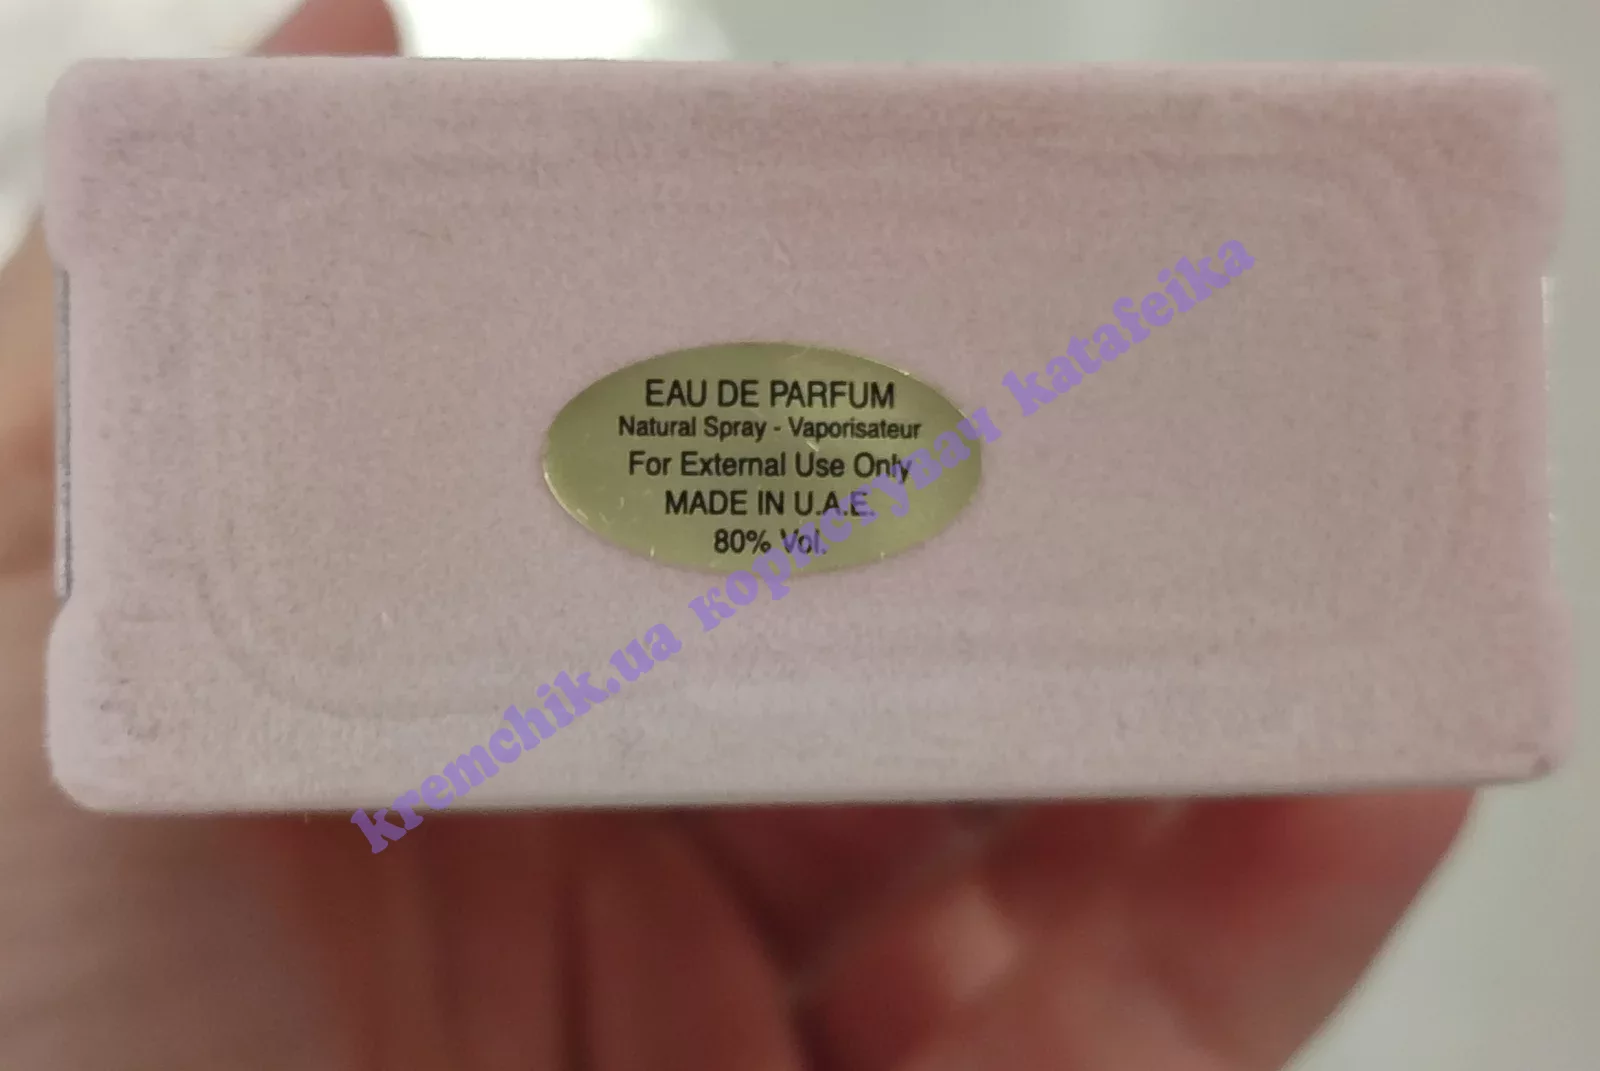 EAU DE PARFUM
Natural Spray - Vaporisateur
For External Use Only
MADE IN U.A.E.
80% Vol.
kremchik.ua користувач katafeika